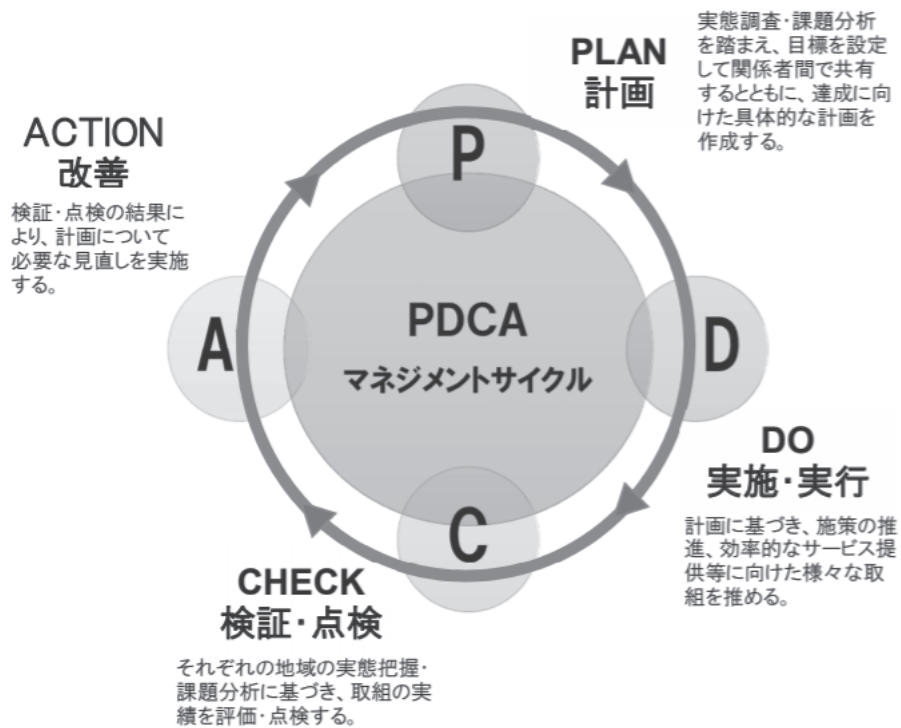 PLAN
計画
実態調査・課題分析
を踏まえ、目標を設定
して関係者間で共有
するとともに、達成に向
けた具体的な計画を
作成する。
ACTION
改善
検証・点検の結果に
より、計画について
必要な見直しを実施
する。
P
A
D
C
PDCA
マネジメントサイクル
DO
実施・実行
計画に基づき、施策の推
進、効率的なサービス提
供等に向けた様々な取
組を推める。
CHECK
検証・点検
それぞれの地域の実態把握・
課題分析に基づき、取組の実
績を評価・点検する。